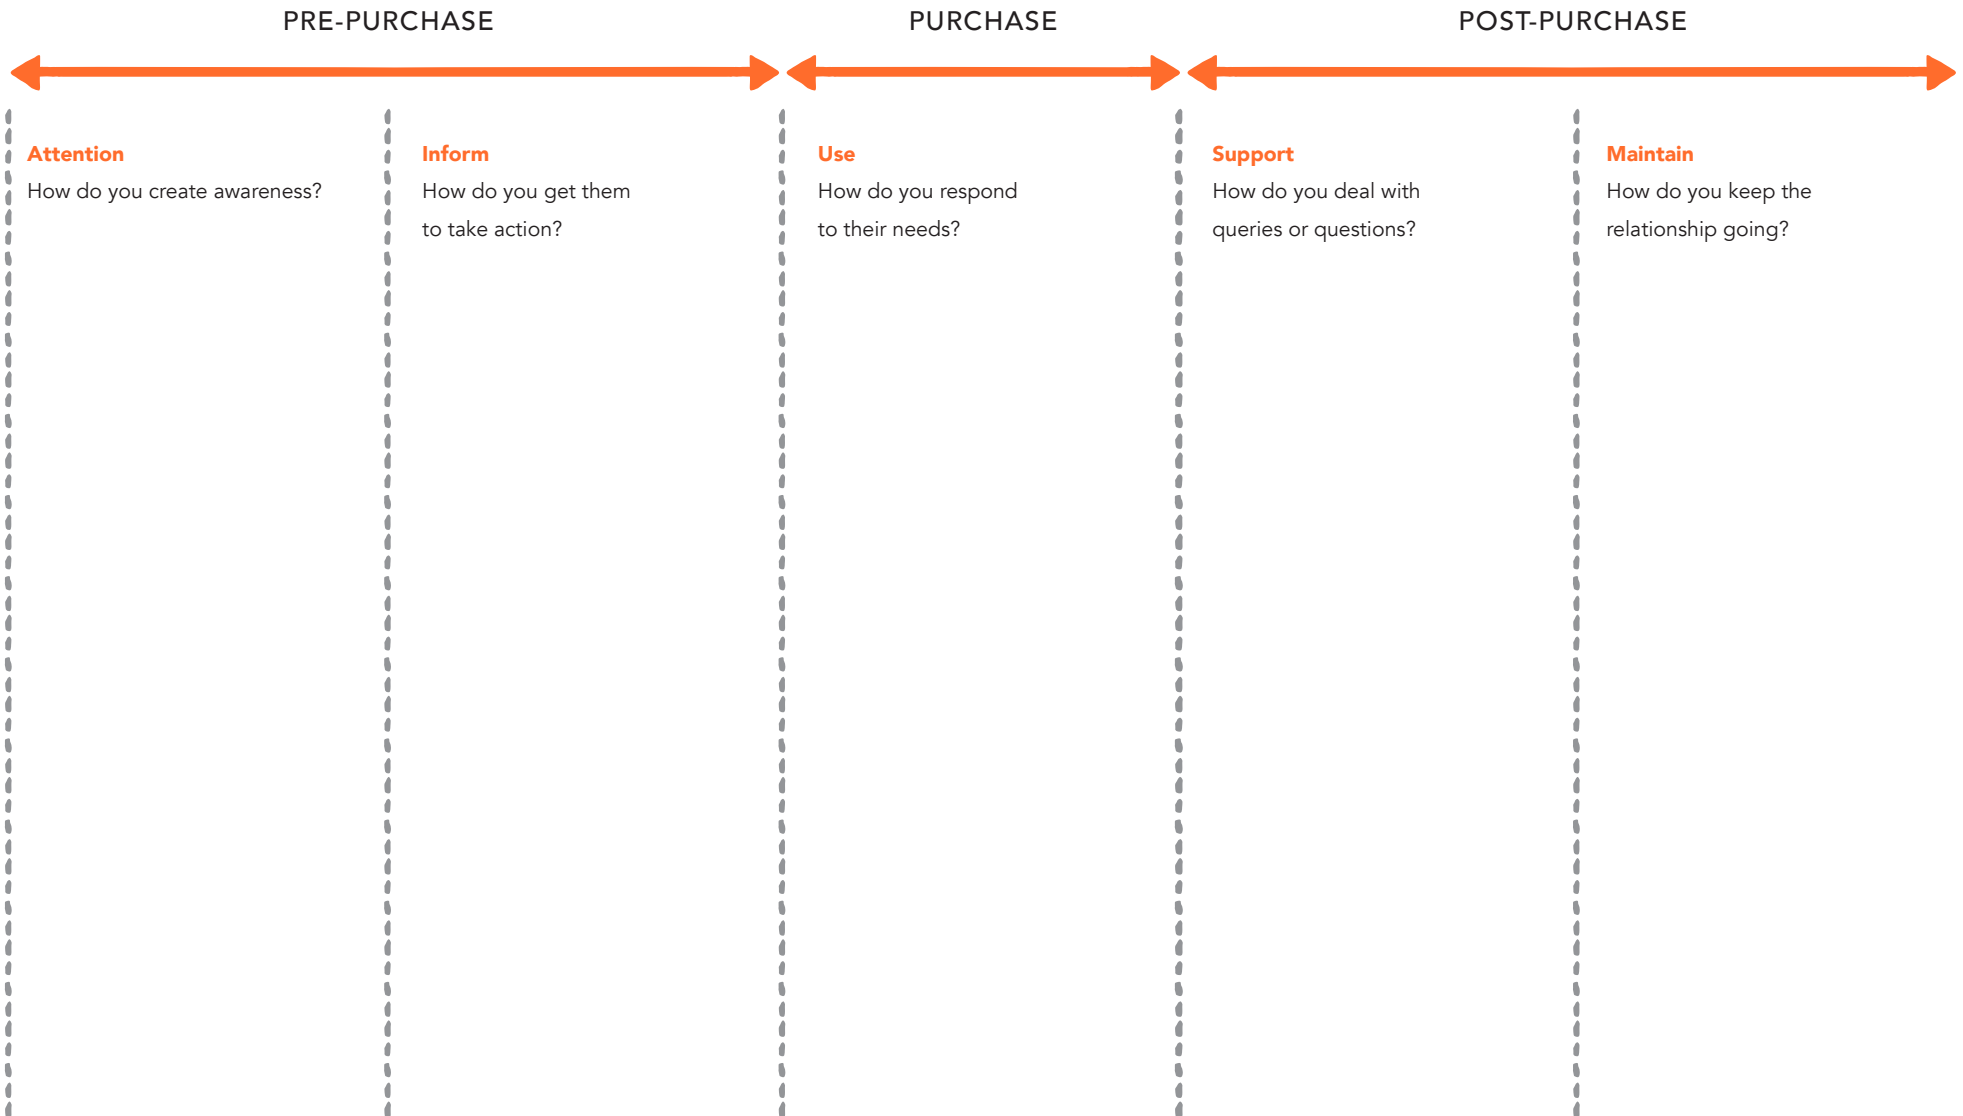 PRE-PURCHASE
PURCHASE
POST-PURCHASE
Attention
How do you create awareness?
Inform
How do you get them
to take action?
Use
How do you respond
to their needs?
Support
How do you deal with
queries or questions?
Maintain
How do you keep the
relationship going?